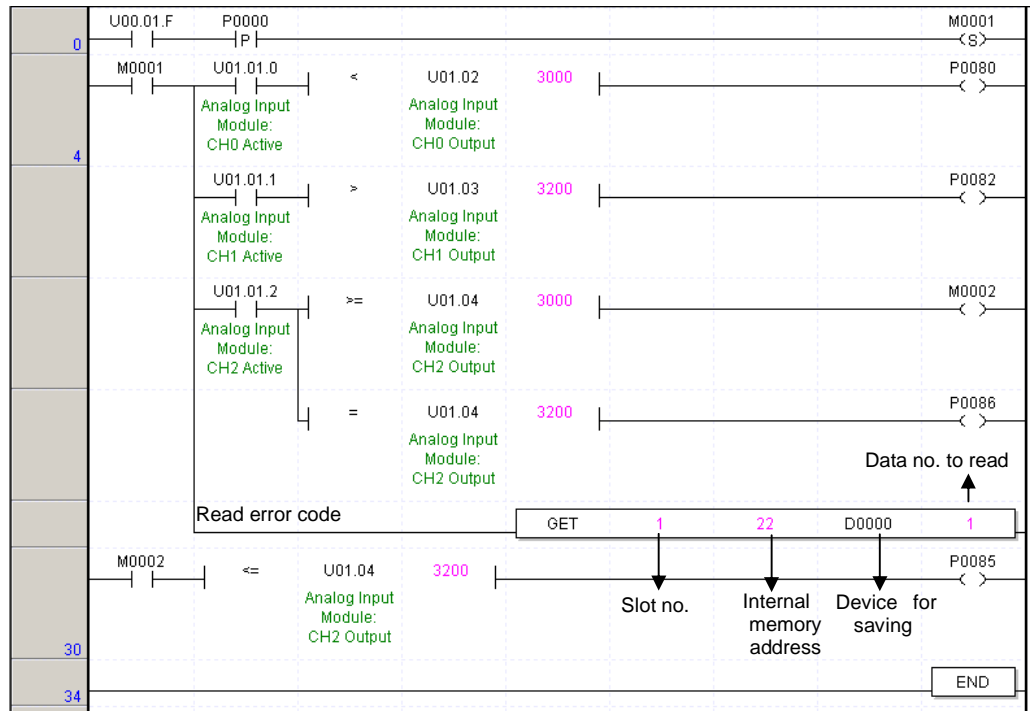 U00.01.F P0000 M0001
P S
0
M0001 U01.01.0 < U01.02 3000 P0080
Analog Input Module: CH0 Active
Analog Input Module: CH0 Output
4
U01.01.1 > U01.03 3200 P0082
Analog Input Module: CH1 Active
Analog Input Module: CH1 Output
U01.01.2 >= U01.04 3000 M0002
Analog Input Module: CH2 Active
Analog Input Module: CH2 Output
= U01.04 3200 P0086
Analog Input Module: CH2 Output
Data no. to read
Read error code
GET 1 22 D0000 1
M0002 <= U01.04 3200 P0085
Analog Input Module: CH2 Output
Slot no.
Internal memory address
Device for saving
30
END
34